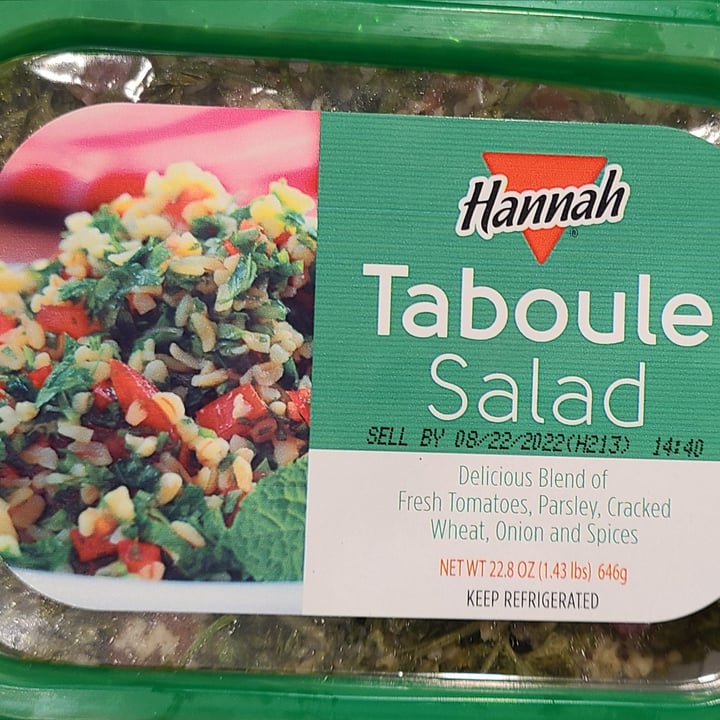 Hannah
®
Taboule
Salad
SELL BY 08/22/2022(H213) 14:40
Delicious Blend of
Fresh Tomatoes, Parsley, Cracked
Wheat, Onion and Spices
NET WT 22.8 OZ (1.43 lbs) 646g
KEEP REFRIGERATED